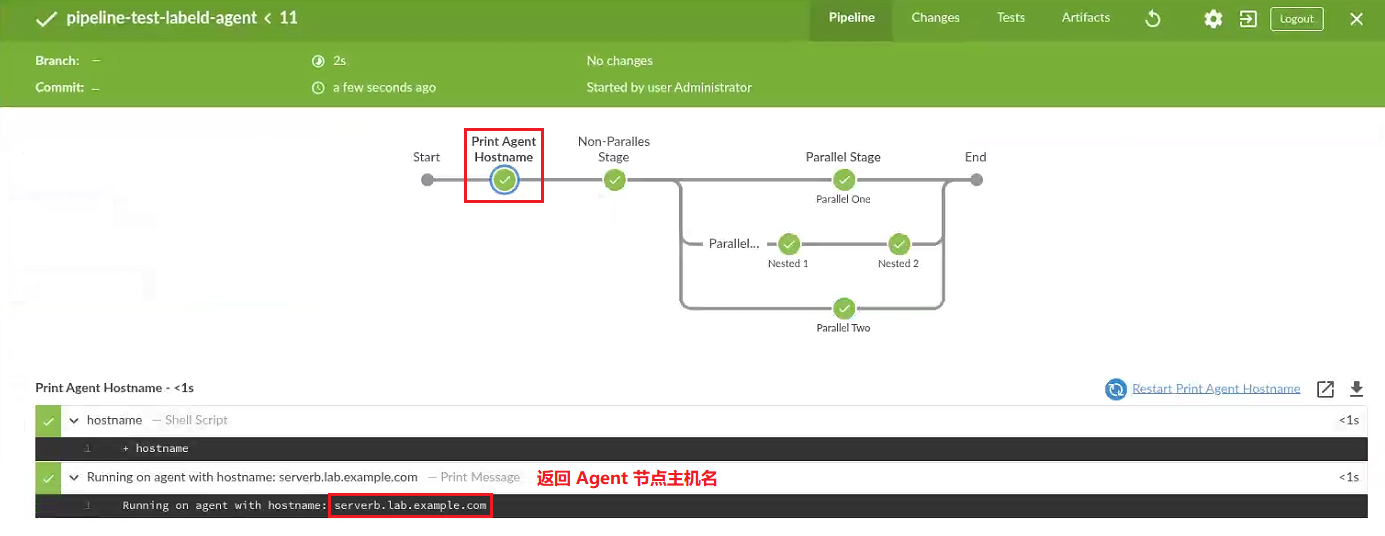 pipeline-test-labeld-agent < 11
Pipeline Changes Tests Artifacts Logout
Branch: — 2s No changes
Commit: — a few seconds ago Started by user Administrator
Print Agent
Hostname
Non-Paralles
Stage
Start
Parallel Stage
End
Parallel One
Parallel...
Nested 1
Nested 2
Parallel Two
Print Agent Hostname - <1s
Restart Print Agent Hostname
hostname — Shell Script <1s
1 + hostname
Running on agent with hostname: serverb.lab.example.com — Print Message 返回 Agent 节点主机名 <1s
1 Running on agent with hostname: serverb.lab.example.com